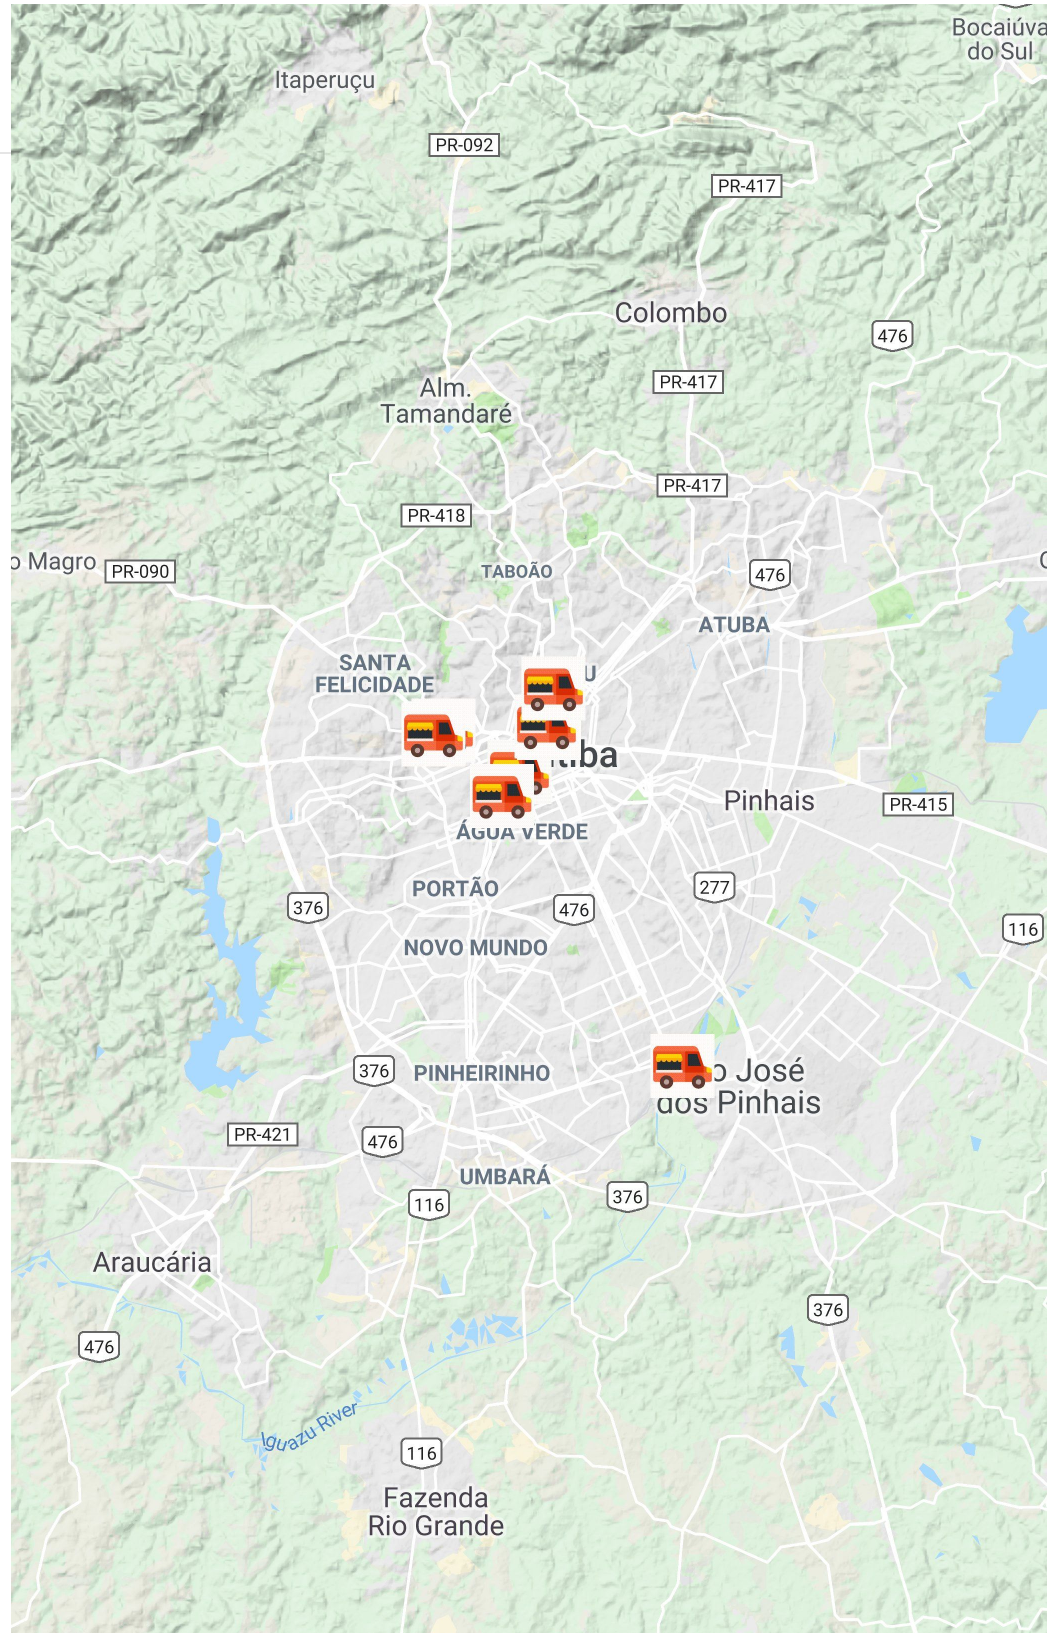 Bocaiúva
do Sul
Itaperuçu
PR-092
PR-417
Colombo
476
PR-417
Alm.
Tamandaré
PR-417
PR-418
o Magro
PR-090
TABOÃO
476
ATUBA
SANTA
FELICIDADE
U
tiba
Pinhais
PR-415
ÁGUA VERDE
PORTÃO
277
376
476
116
NOVO MUNDO
376
PINHEIRINHO
o José
dos Pinhais
PR-421
476
UMBARÁ
116
376
Araucária
376
476
Iguazu River
116
Fazenda
Rio Grande